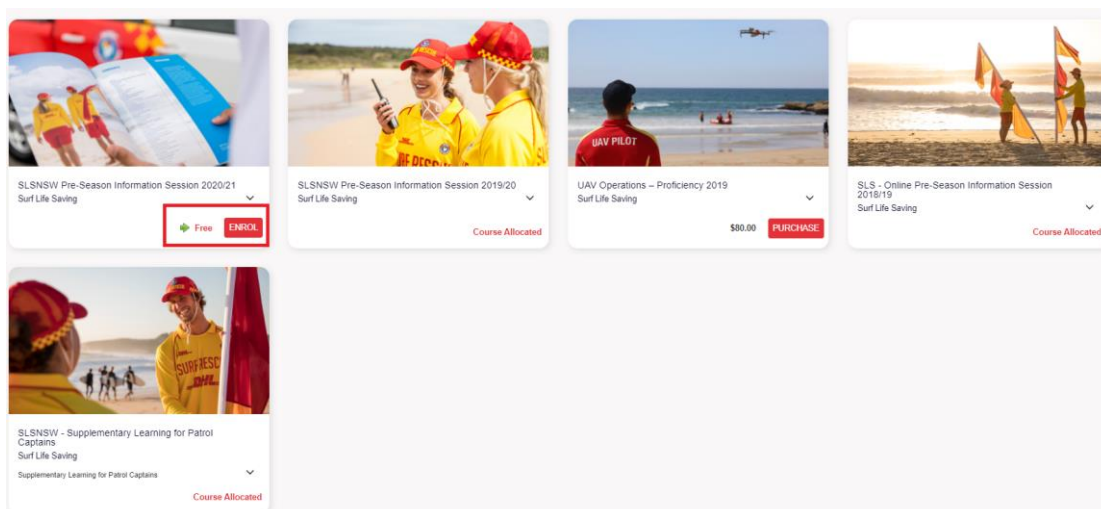 SLSNSW Pre-Season Information Session 2020/21
Surf Life Saving
Free ENROL
SLSNSW Pre-Season Information Session 2019/20
Surf Life Saving
Course Allocated
UAV PILOT
UAV Operations – Proficiency 2019
Surf Life Saving
$80.00 PURCHASE
SLS - Online Pre-Season Information Session
2018/19
Surf Life Saving
Course Allocated
SLSNSW - Supplementary Learning for Patrol
Captains
Surf Life Saving
Supplementary Learning for Patrol Captains
Course Allocated